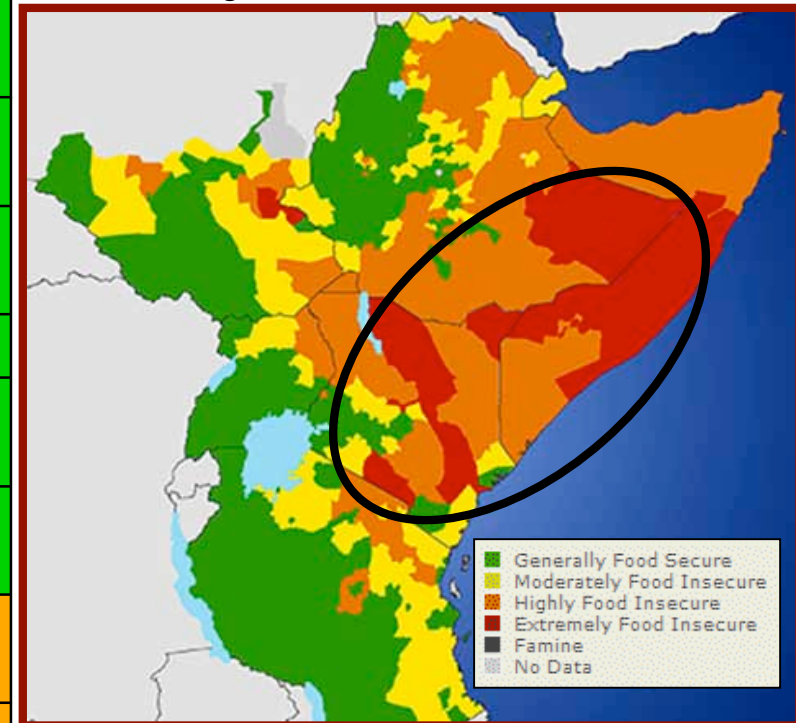 Generally Food Secure
Moderately Food Insecure
Highly Food Insecure
Extremely Food Insecure
Famine
No Data